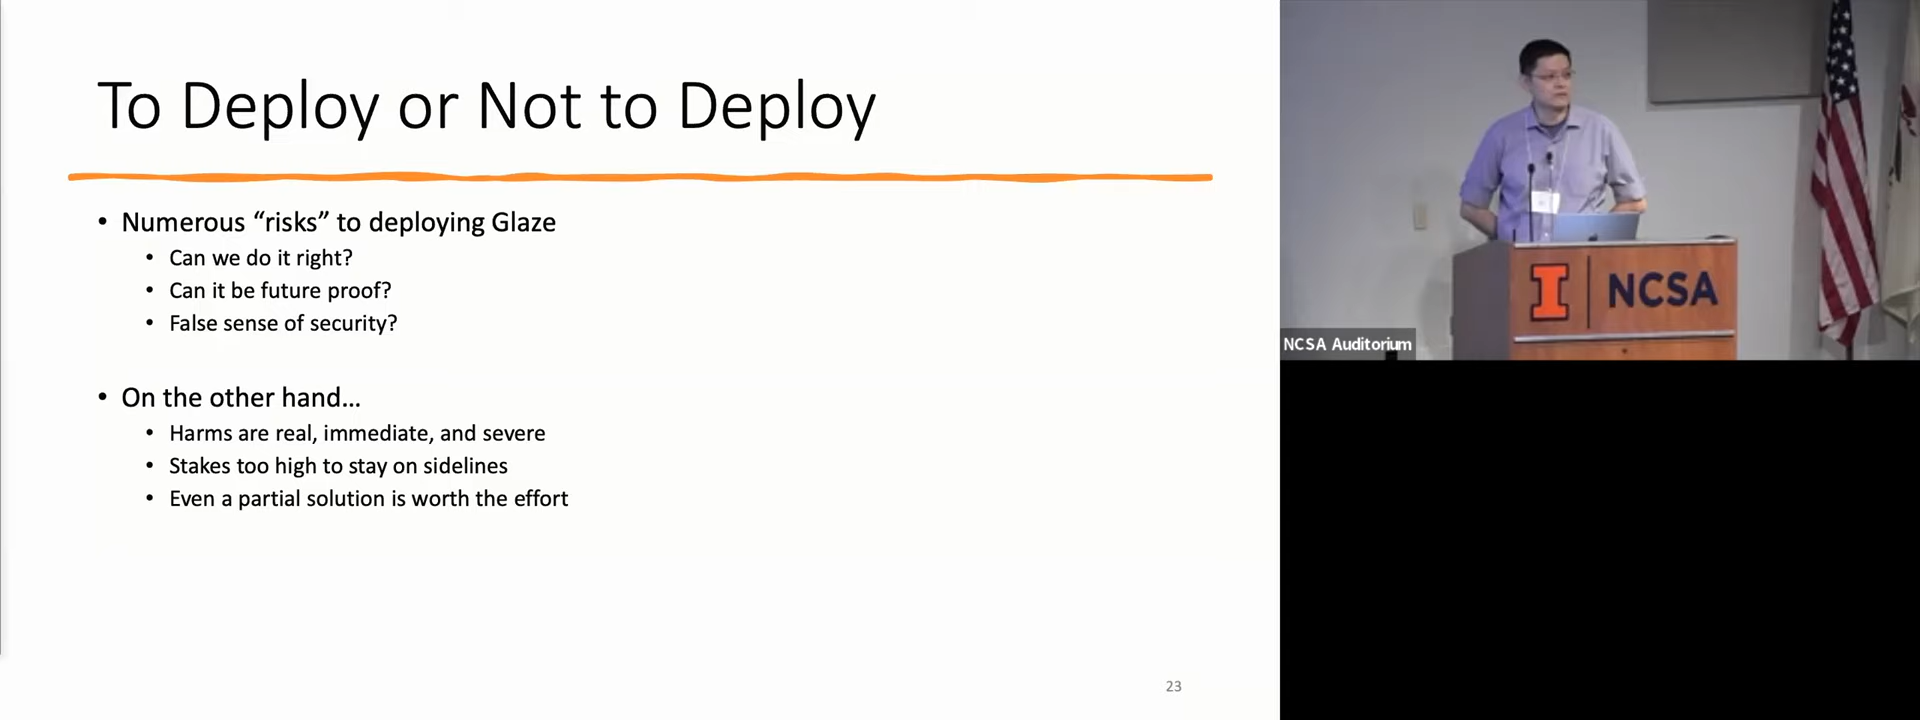 To Deploy or Not to Deploy
• Numerous “risks” to deploying Glaze
• Can we do it right?
• Can it be future proof?
• False sense of security?
• On the other hand...
• Harms are real, immediate, and severe
• Stakes too high to stay on sidelines
• Even a partial solution is worth the effort
23
I NCSA
NCSA Auditorium